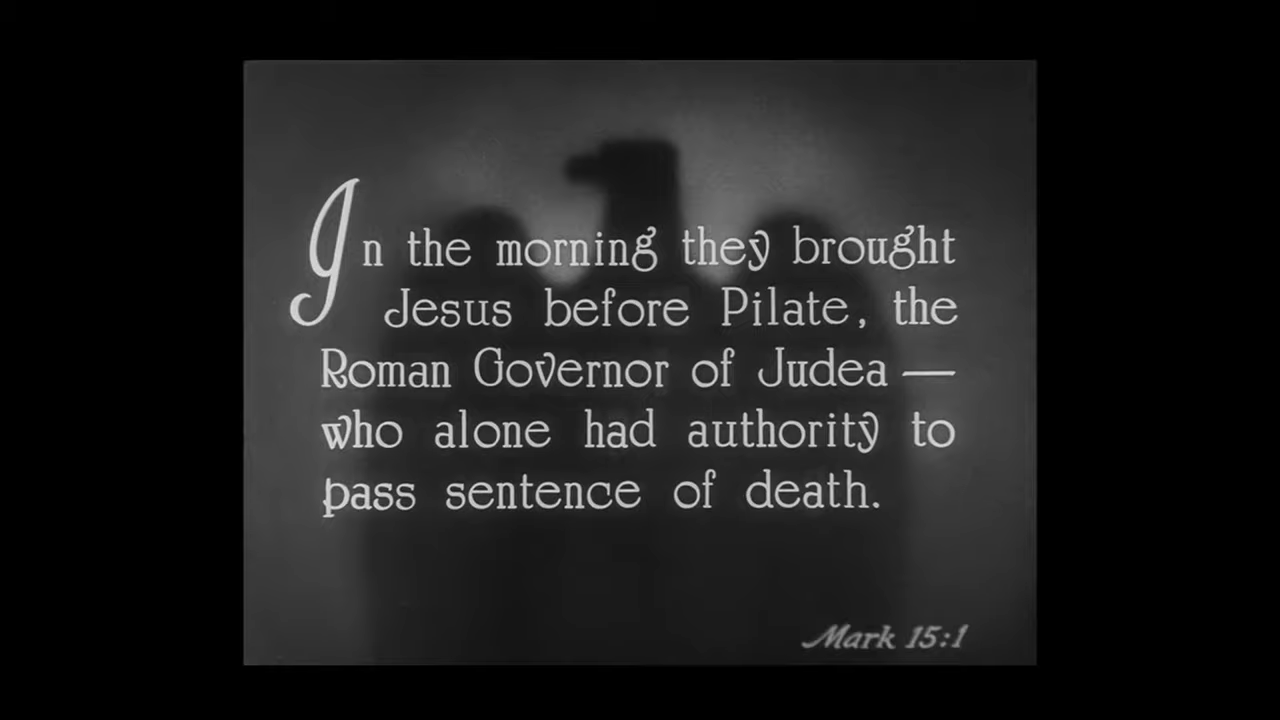 In the morning they brought
Jesus before Pilate, the
Roman Governor of Judea —
who alone had authority to
pass sentence of death.
Mark 15:1